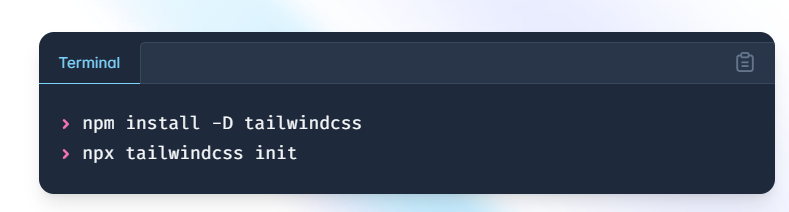 Terminal
npm install -D tailwindcss
npx tailwindcss init